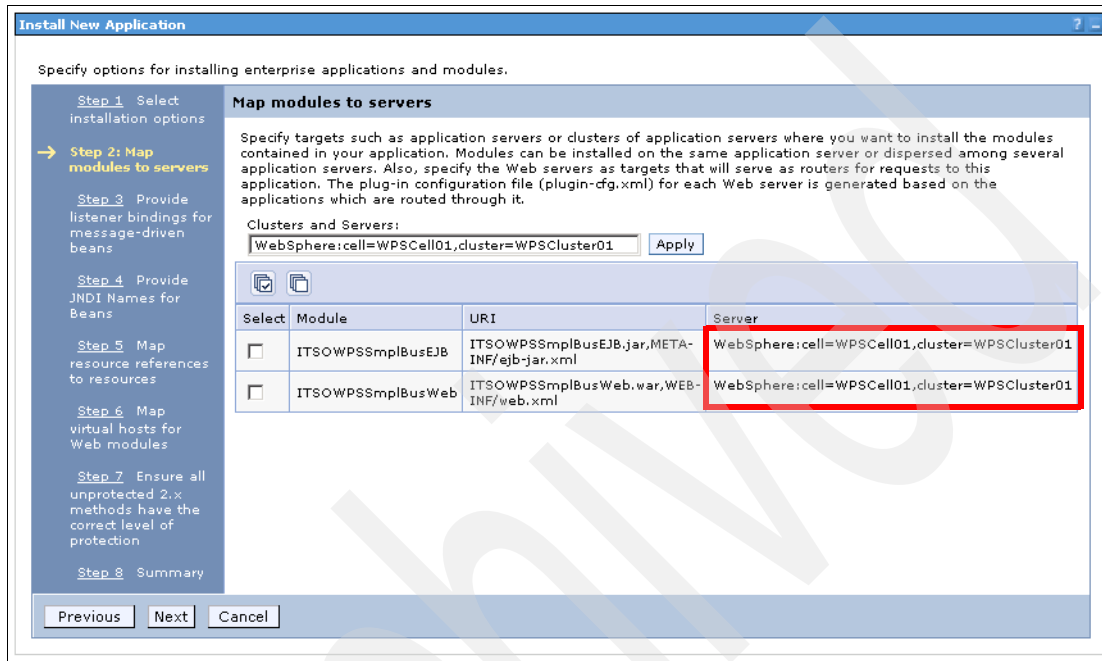 Install New Application
?
Specify options for installing enterprise applications and modules.
Step 1 Select
installation options
Step 2: Map
modules to servers
Step 3 Provide
listener bindings for
message-driven
beans
Step 4 Provide
JNDI Names for
Beans
Step 5 Map
resource references
to resources
Step 6 Map
virtual hosts for
Web modules
Step 7 Ensure all
unprotected 2.x
methods have the
correct level of
protection
Step 8 Summary
Map modules to servers
Specify targets such as application servers or clusters of application servers where you want to install the modules
contained in your application. Modules can be installed on the same application server or dispersed among several
application servers. Also, specify the Web servers as targets that will serve as routers for requests to this
application. The plug-in configuration file (plugin-cfg.xml) for each Web server is generated based on the
applications which are routed through it.
Clusters and Servers:
WebSphere:cell=WPSCell01,cluster=WPSCluster01 Apply
Select Module URI Server
ITSOWPSSmplBusEJB ITSOWPSSmplBusEJB.jar,META- WebSphere:cell=WPSCell01,cluster=WPSCluster01
INF/ejb-jar.xml
ITSOWPSSmplBusWeb ITSOWPSSmplBusWeb.war,WEB- WebSphere:cell=WPSCell01,cluster=WPSCluster01
INF/web.xml
Previous Next Cancel